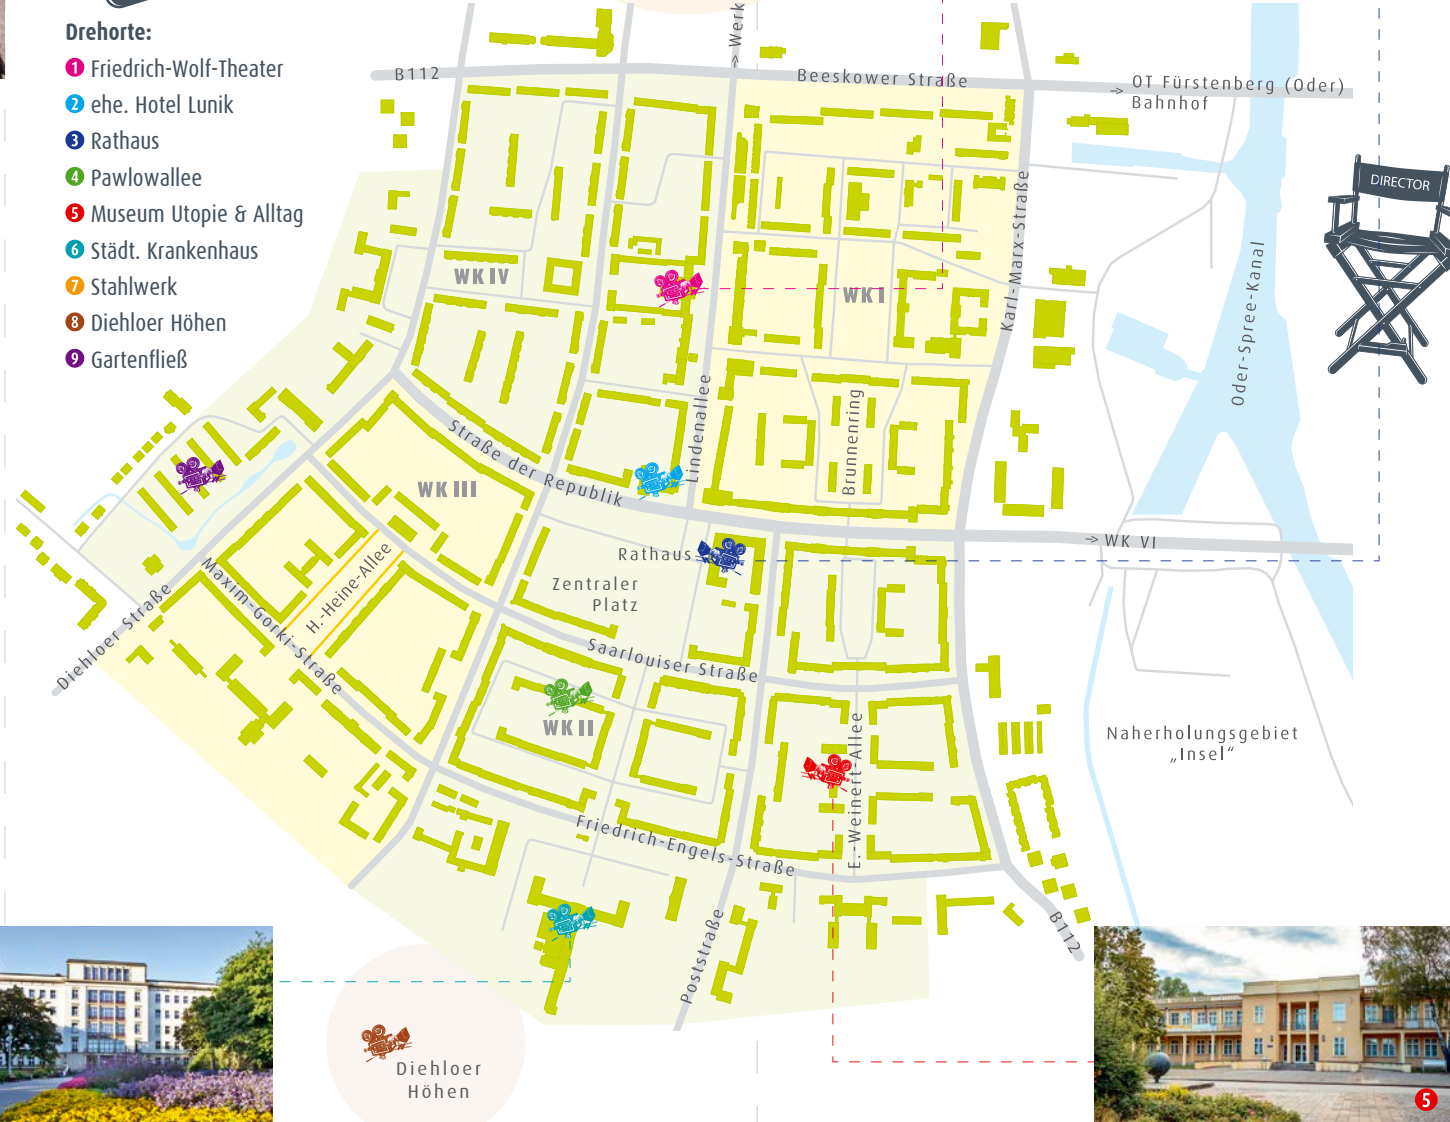 Drehorte:
1 Friedrich-Wolf-Theater
2 ehe. Hotel Lunik
3 Rathaus
4 Pawlowallee
5 Museum Utopie & Alltag
6 Städt. Krankenhaus
7 Stahlwerk
8 Diehloer Höhen
9 Gartenfließ
B112
→ Werk
Beeskower Straße
→ OT Fürstenberg (Oder)
Bahnhof
DIRECTOR
WK IV
WK I
Karl-Marx-Straße
Oder-Spree-Kanal
Lindenallee
Brunnenring
Straße der Republik
WK III
Rathaus
→ WK VI
Zentraler
Platz
H.-Heine-Allee
Maxim-Gorki-Straße
Diehloer Straße
Saarlouiser Straße
WK II
E.-Weinert-Allee
Naherholungsgebiet
„Insel“
Friedrich-Engels-Straße
Poststraße
B112
Diehloer
Höhen
5